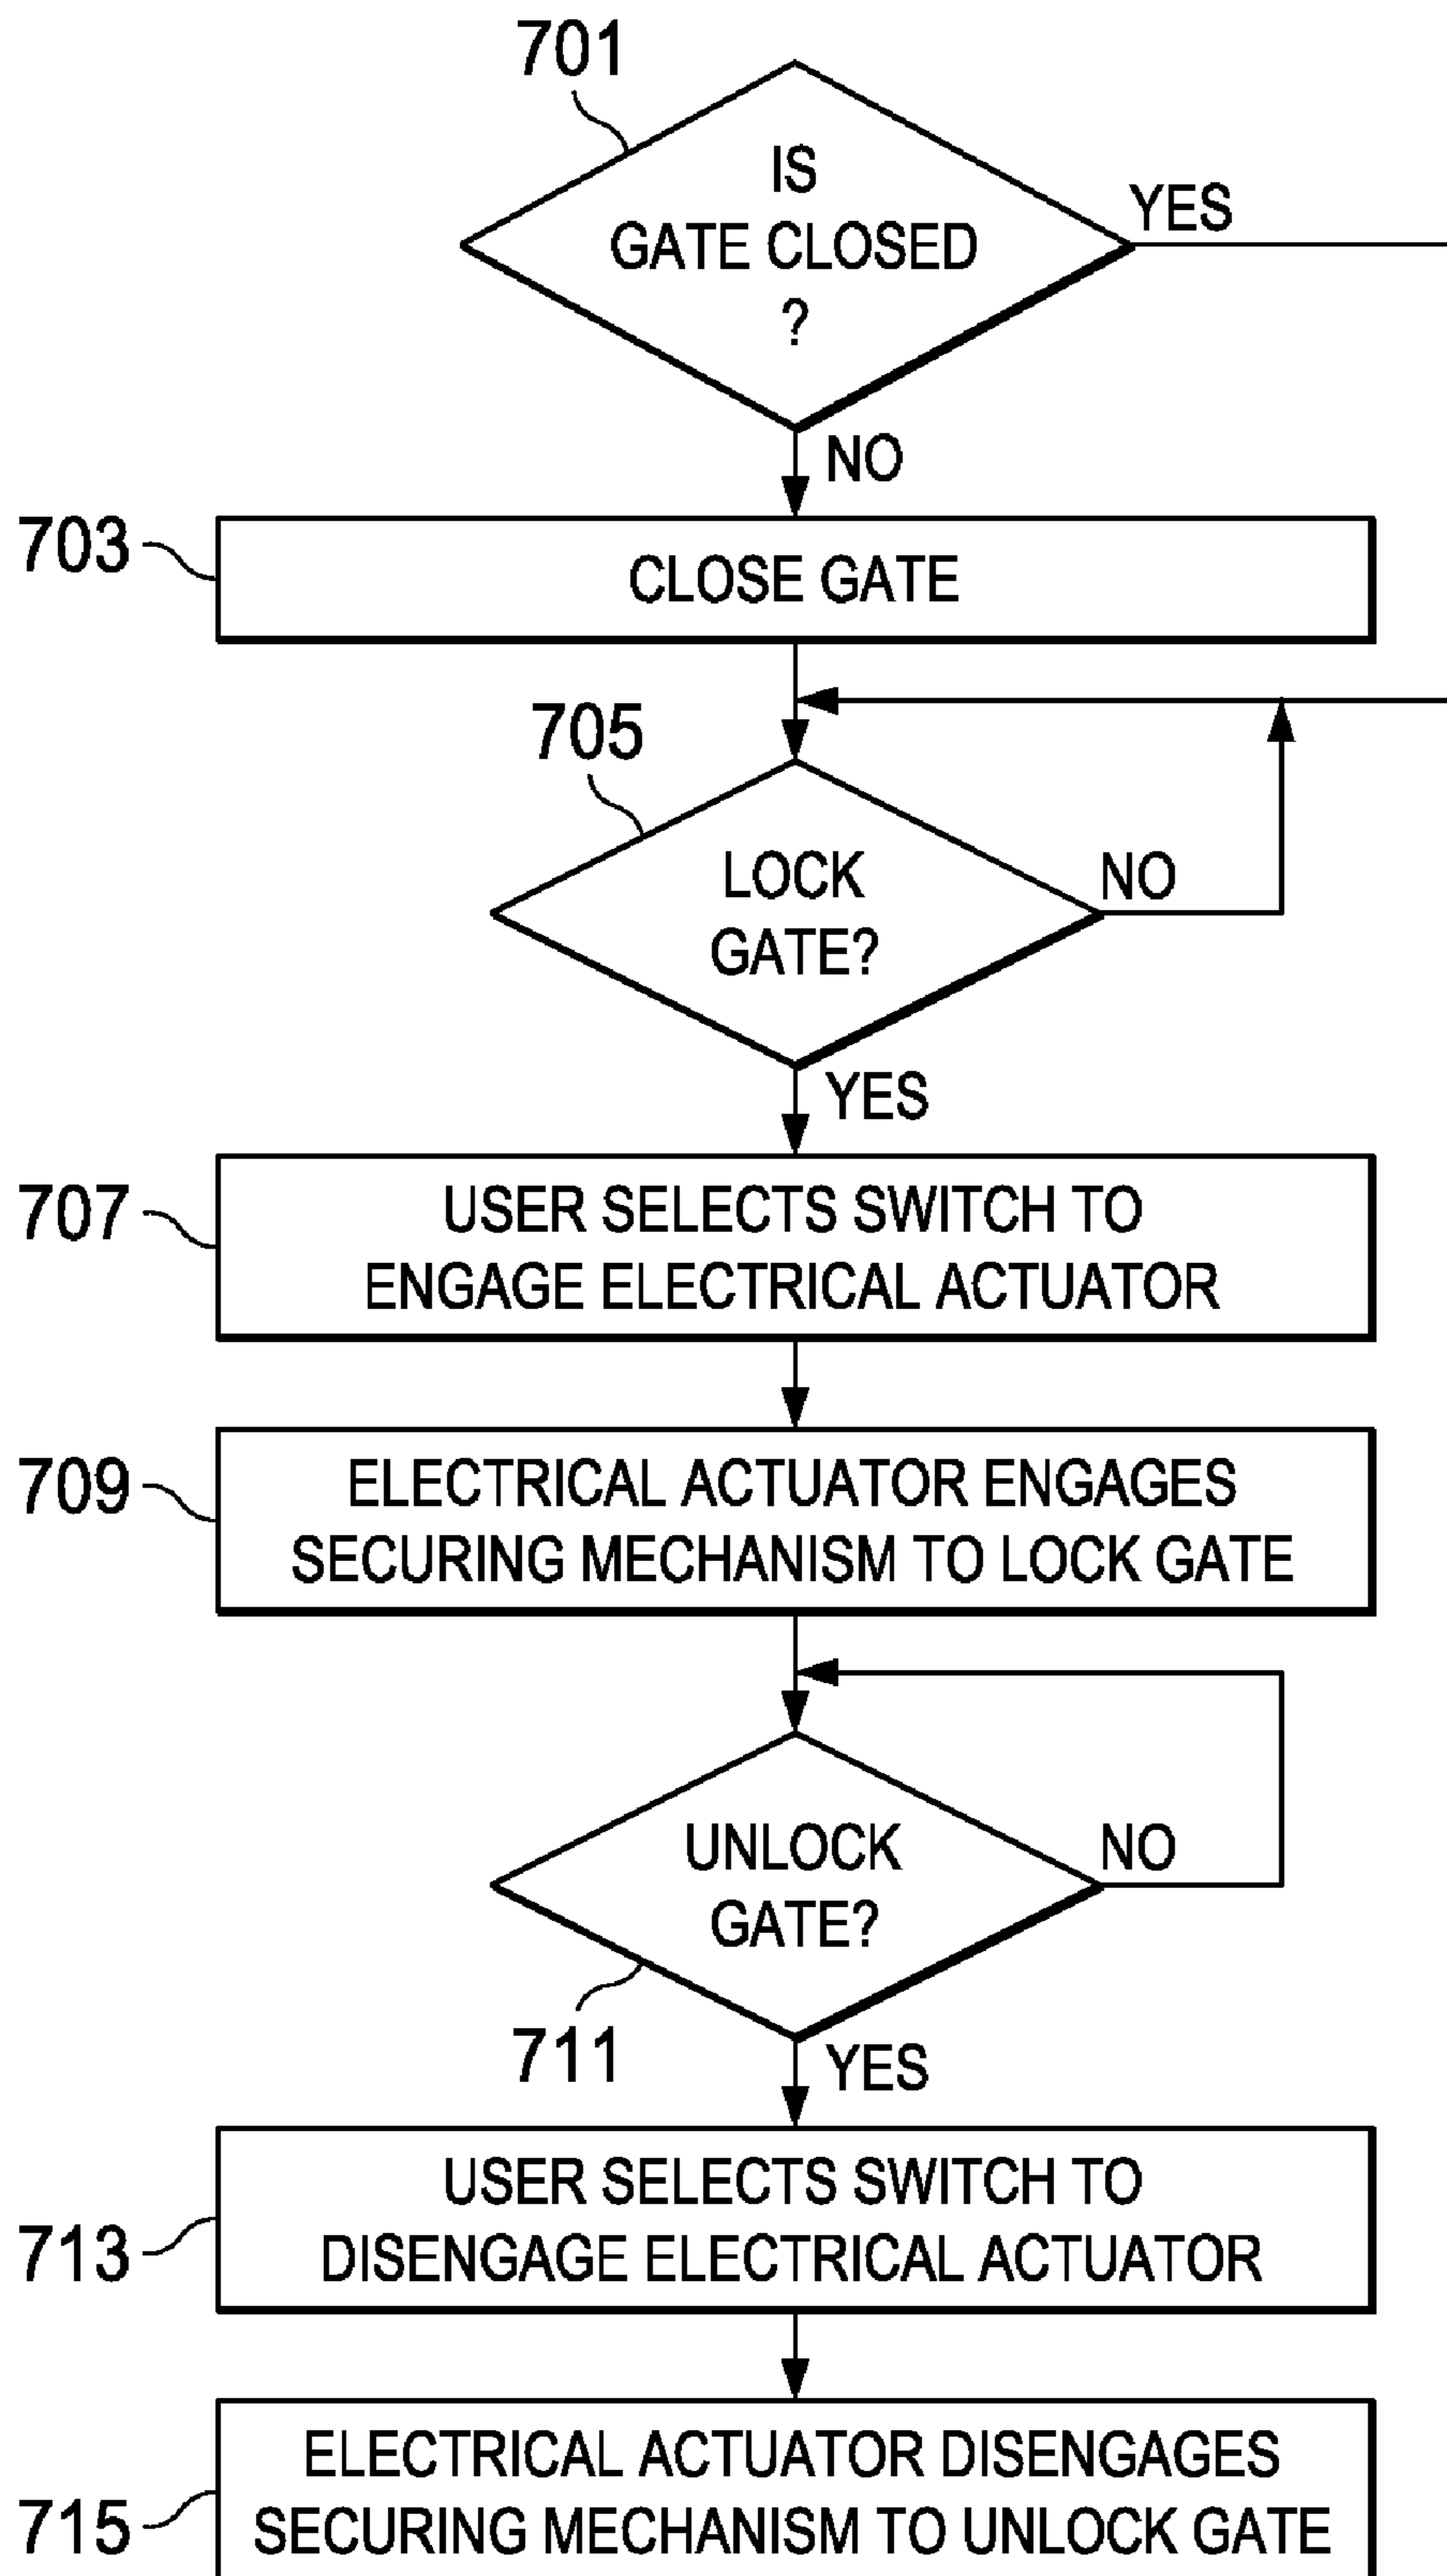 701
IS
GATE CLOSED
?
YES
NO
703
CLOSE GATE
705
LOCK
GATE?
NO
YES
707
USER SELECTS SWITCH TO
ENGAGE ELECTRICAL ACTUATOR
709
ELECTRICAL ACTUATOR ENGAGES
SECURING MECHANISM TO LOCK GATE
UNLOCK
GATE?
NO
711
YES
713
USER SELECTS SWITCH TO
DISENGAGE ELECTRICAL ACTUATOR
715
ELECTRICAL ACTUATOR DISENGAGES
SECURING MECHANISM TO UNLOCK GATE